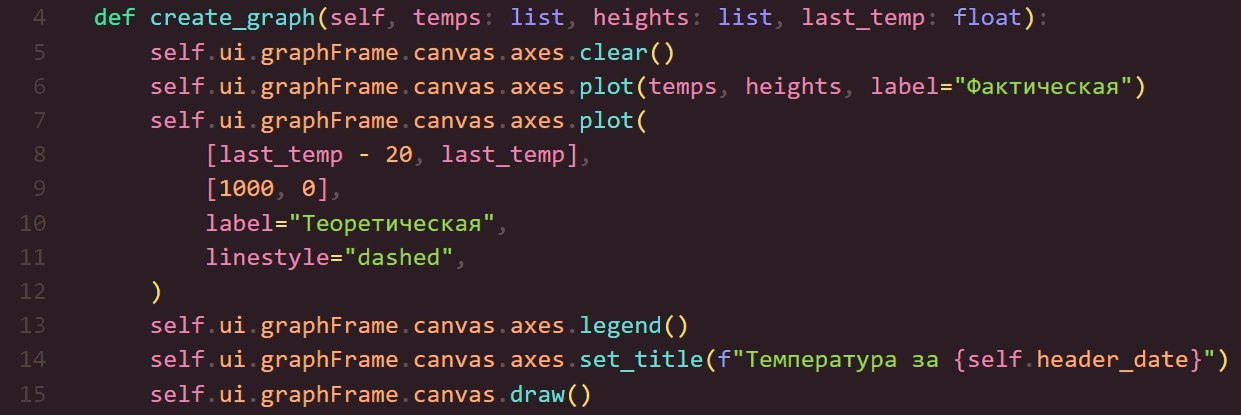 4 def create_graph(self, temps: list, heights: list, last_temp: float):
5 self.ui.graphFrame.canvas.axes.clear()
6 self.ui.graphFrame.canvas.axes.plot(temps, heights, label="Фактическая")
7 self.ui.graphFrame.canvas.axes.plot(
8 [last_temp - 20, last_temp],
9 [1000, 0],
10 label="Теоретическая",
11 linestyle="dashed",
12 )
13 self.ui.graphFrame.canvas.axes.legend()
14 self.ui.graphFrame.canvas.axes.set_title(f"Температура за {self.header_date}")
15 self.ui.graphFrame.canvas.draw()